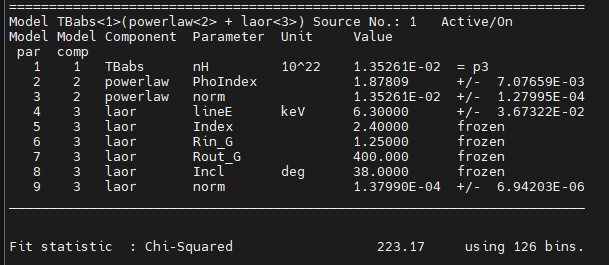 ========================================================================
Model TBabs<1>(powerlaw<2> + laor<3>) Source No.: 1   Active/On
Model Model Component  Parameter  Unit     Value
 par  comp
   1    1   TBabs      nH         10^22    1.35261E-02  = p3
   2    2   powerlaw   PhoIndex            1.87809      +/-  7.07659E-03
   3    2   powerlaw   norm                1.35261E-02  +/-  1.27995E-04
   4    3   laor       lineE      keV      6.30000      +/-  3.67322E-02
   5    3   laor       Index               2.40000      frozen
   6    3   laor       Rin_G               1.25000      frozen
   7    3   laor       Rout_G              400.000      frozen
   8    3   laor       Incl       deg      38.0000      frozen
   9    3   laor       norm                1.37990E-04  +/-  6.94203E-06
________________________________________________________________________
Fit statistic  : Chi-Squared                  223.17     using 126 bins.